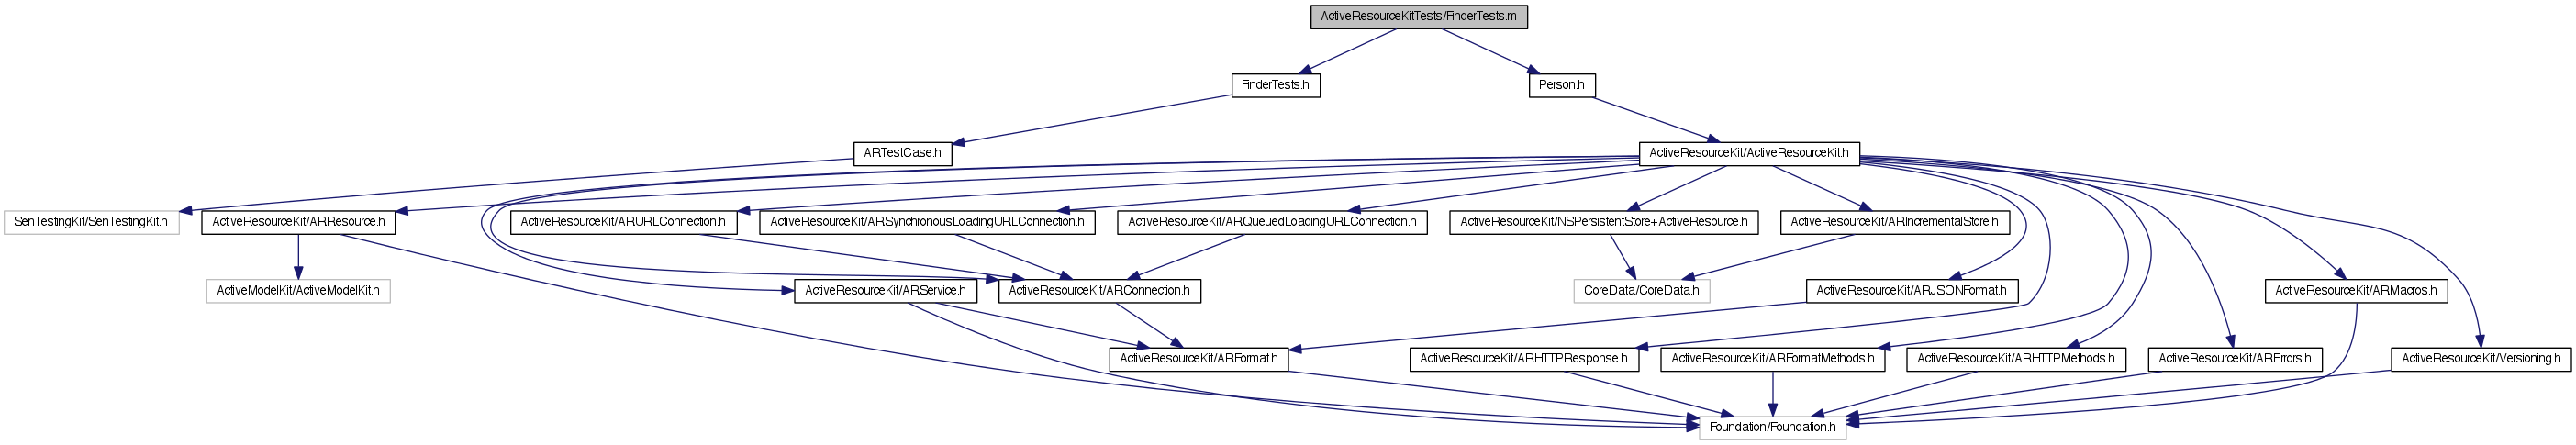 ActiveResourceKitTests/FinderTests.m
FinderTests.h
Person.h
ARTestCase.h
ActiveResourceKit/ActiveResourceKit.h
SenTestingKit/SenTestingKit.h
ActiveResourceKit/ARResource.h
ActiveResourceKit/ARURLConnection.h
ActiveResourceKit/ARSynchronousLoadingURLConnection.h
ActiveResourceKit/ARQueuedLoadingURLConnection.h
ActiveResourceKit/NSPersistentStore+ActiveResource.h
ActiveResourceKit/ARIncrementalStore.h
ActiveModelKit/ActiveModelKit.h
ActiveResourceKit/ARService.h
ActiveResourceKit/ARConnection.h
CoreData/CoreData.h
ActiveResourceKit/ARJSONFormat.h
ActiveResourceKit/ARMacros.h
ActiveResourceKit/ARFormat.h
ActiveResourceKit/ARHTTPResponse.h
ActiveResourceKit/ARFormatMethods.h
ActiveResourceKit/ARHTTPMethods.h
ActiveResourceKit/ARErrors.h
ActiveResourceKit/Versioning.h
Foundation/Foundation.h